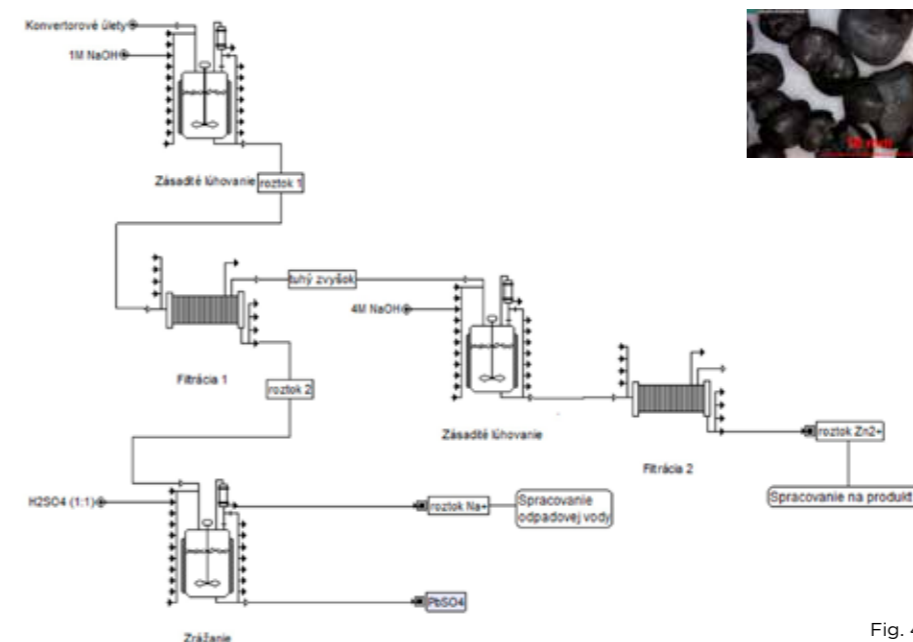 Konvertorové úlety
1M NaOH
Zásadité lúhovanie
roztok 1
tuhý zvyšok
4M NaOH
Filtrácia 1
roztok 2
Zásadité lúhovanie
roztok Zn2+
Filtrácia 2
Spracovanie na produkt
H2SO4 (1:1)
roztok Na+
Spracovanie
odpadovej vody
PbSO4
Zrážanie
Fig. 4